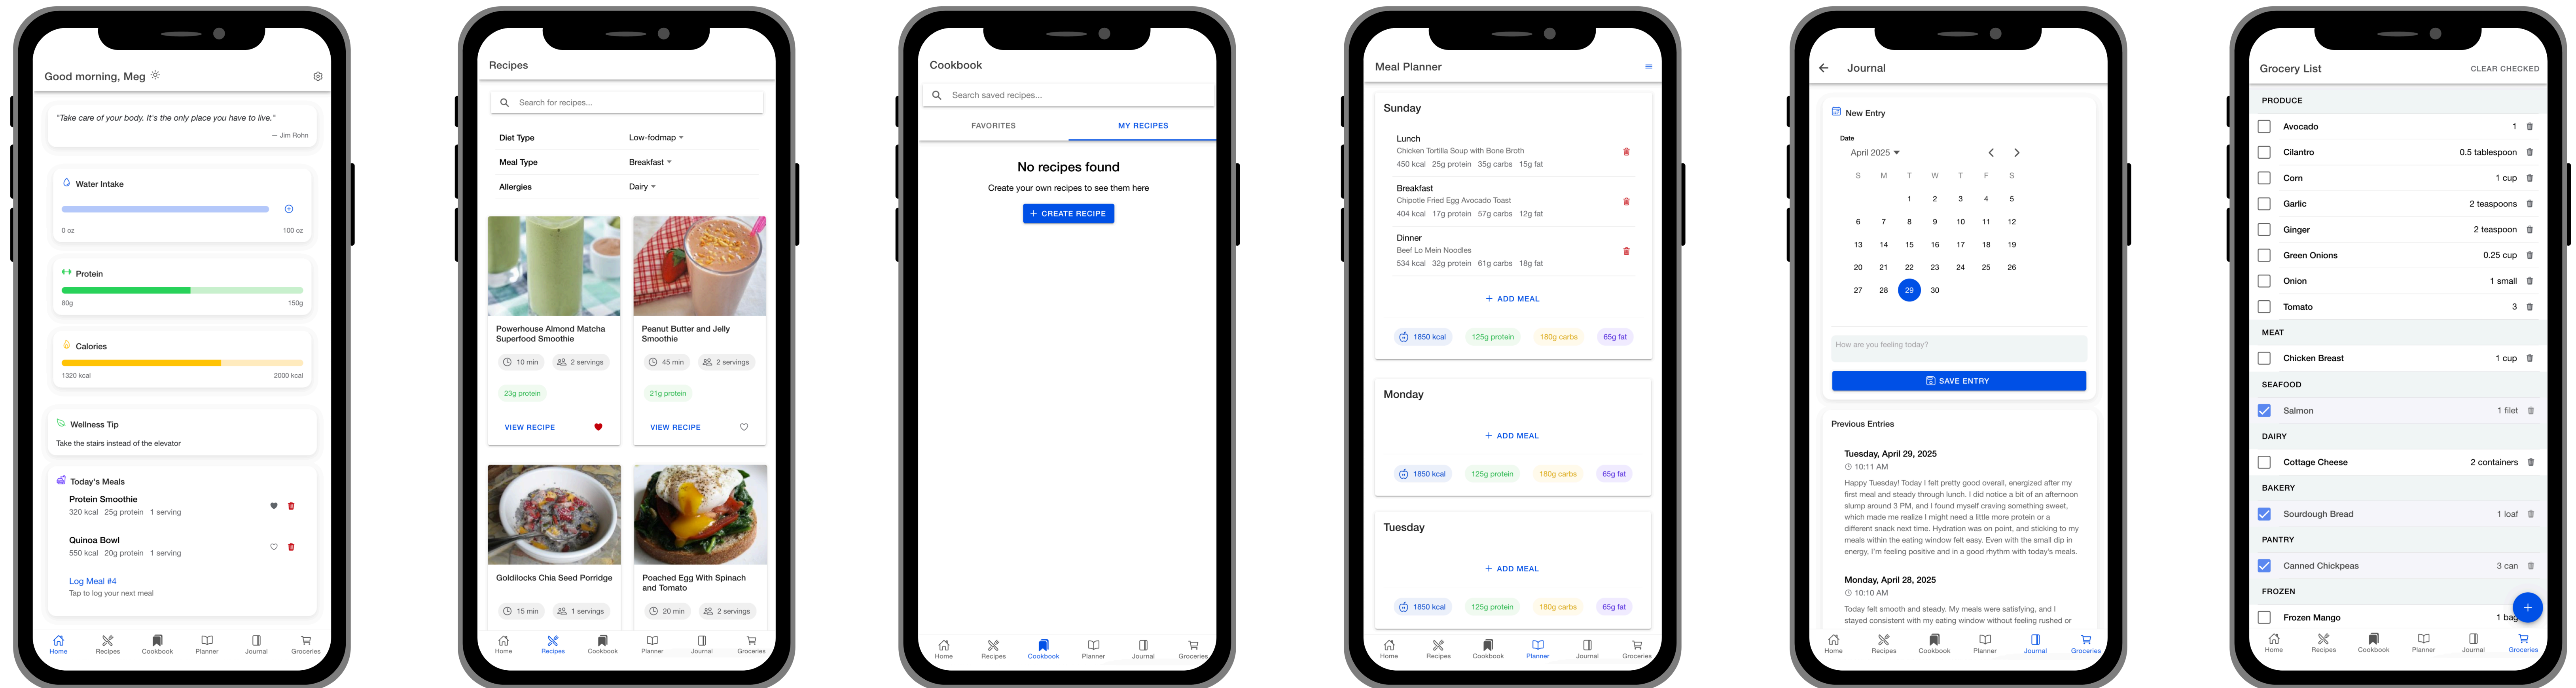 Good morning, Meg
"Take care of your body. It's the only place you have to live."
— Jim Rohn
Water Intake
0 oz 100 oz
Protein
80g 150g
Calories
1320 kcal 2000 kcal
Wellness Tip
Take the stairs instead of the elevator
Today's Meals
Protein Smoothie
320 kcal 25g protein 1 serving
Quinoa Bowl
550 kcal 20g protein 1 serving
Log Meal #4
Tap to log your next meal
Home Recipes Cookbook Planner Journal Groceries
Recipes
Search for recipes...
Diet Type Low-fodmap
Meal Type Breakfast
Allergies Dairy
Powerhouse Almond Matcha
Superfood Smoothie
10 min 2 servings
23g protein
VIEW RECIPE
Peanut Butter and Jelly
Smoothie
45 min 2 servings
21g protein
VIEW RECIPE
Goldilocks Chia Seed Porridge
15 min 1 servings
Poached Egg With Spinach
and Tomato
20 min 2 servings
Home Recipes Cookbook Planner Journal Groceries
Cookbook
Search saved recipes...
FAVORITES MY RECIPES
No recipes found
Create your own recipes to see them here
+ CREATE RECIPE
Home Recipes Cookbook Planner Journal Groceries
Meal Planner
Sunday
Lunch
Chicken Tortilla Soup with Bone Broth
450 kcal 25g protein 35g carbs 15g fat
Breakfast
Chipotle Fried Egg Avocado Toast
404 kcal 17g protein 57g carbs 12g fat
Dinner
Beef Lo Mein Noodles
534 kcal 32g protein 61g carbs 18g fat
+ ADD MEAL
1850 kcal 125g protein 180g carbs 65g fat
Monday
+ ADD MEAL
1850 kcal 125g protein 180g carbs 65g fat
Tuesday
+ ADD MEAL
1850 kcal 125g protein 180g carbs 65g fat
Home Recipes Cookbook Planner Journal Groceries
Journal
New Entry
Date
April 2025
S M T W T F S
1 2 3 4 5
6 7 8 9 10 11 12
13 14 15 16 17 18 19
20 21 22 23 24 25 26
27 28 29 30
How are you feeling today?
SAVE ENTRY
Previous Entries
Tuesday, April 29, 2025
10:11 AM
Happy Tuesday! Today I felt pretty good overall, energized after my
first meal and steady through lunch. I did notice a bit of an afternoon
slump around 3 PM, and I found myself craving something sweet,
which made me realize I might need a little more protein or a
different snack next time. Hydration was on point, and sticking to my
meals within the eating window felt easy. Even with the small dip in
energy, I'm feeling positive and in a good rhythm with today's meals.
Monday, April 28, 2025
10:10 AM
Today felt smooth and steady. My meals were satisfying, and I
stayed consistent with my eating window without feeling rushed or
Home Recipes Cookbook Planner Journal Groceries
Grocery List CLEAR CHECKED
PRODUCE
Avocado 1
Cilantro 0.5 tablespoon
Corn 1 cup
Garlic 2 teaspoons
Ginger 2 teaspoon
Green Onions 0.25 cup
Onion 1 small
Tomato 3
MEAT
Chicken Breast 1 cup
SEAFOOD
Salmon 1 filet
DAIRY
Cottage Cheese 2 containers
BAKERY
Sourdough Bread 1 loaf
PANTRY
Canned Chickpeas 3 can
FROZEN
Frozen Mango 1 bag
Home Recipes Cookbook Planner Journal Groceries